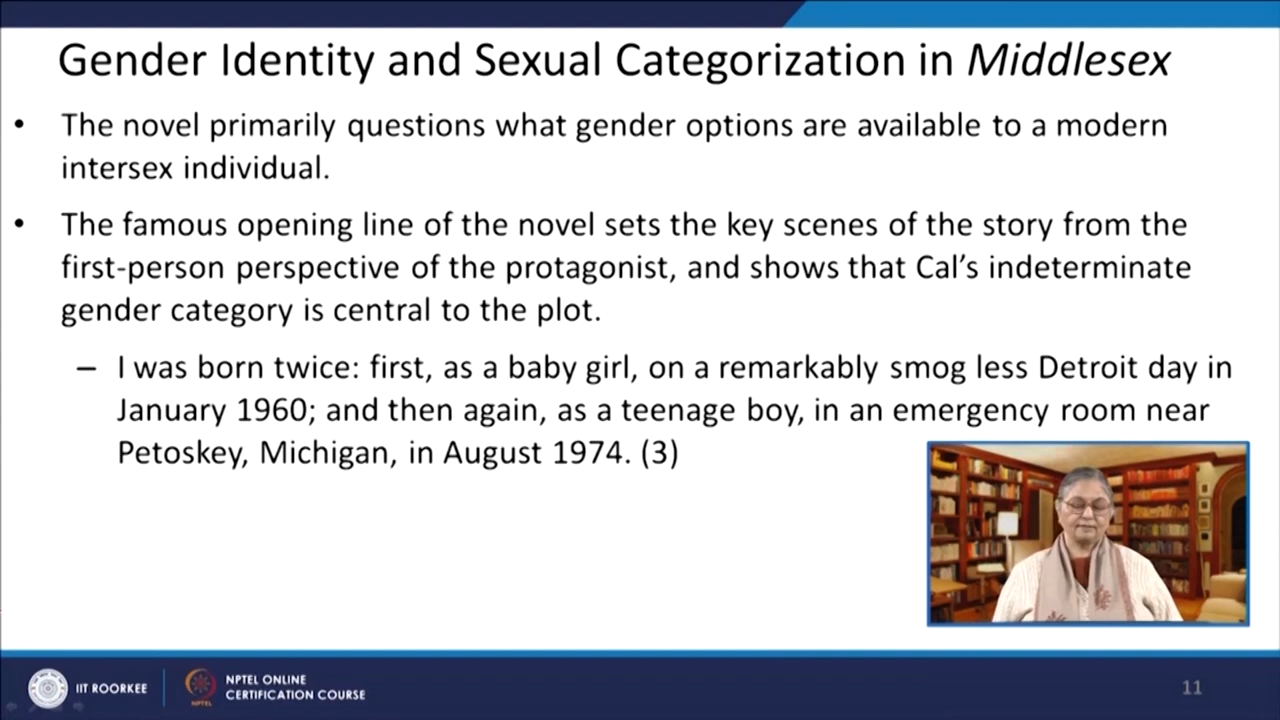 Gender Identity and Sexual Categorization in Middlesex
• The novel primarily questions what gender options are available to a modern
intersex individual.
• The famous opening line of the novel sets the key scenes of the story from the
first-person perspective of the protagonist, and shows that Cal's indeterminate
gender category is central to the plot.
– I was born twice: first, as a baby girl, on a remarkably smog less Detroit day in
January 1960; and then again, as a teenage boy, in an emergency room near
Petoskey, Michigan, in August 1974. (3)
IIT ROORKEE
NPTEL
NPTEL ONLINE
CERTIFICATION COURSE
11